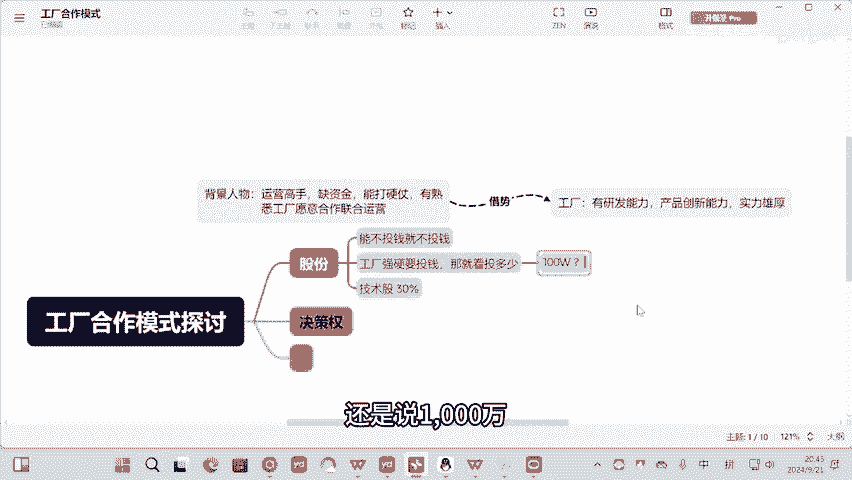 工厂合作模式
已编辑
主题
子主题
联系
概要
外框
标记
插入
ZEN
演说
格式
升级至 Pro
背景人物：运营高手，缺资金，能打硬仗，有熟
悉工厂愿意合作联合运营
借势
工厂：有研发能力，产品创新能力，实力雄厚
能不投钱就不投钱
股份
工厂强硬要投钱，那就看投多少
100W？
技术股 30%
工厂合作模式探讨
决策权
还是说1,000万
主题: 1 / 10
121%
大纲
中
拼
20:45
2024/9/21